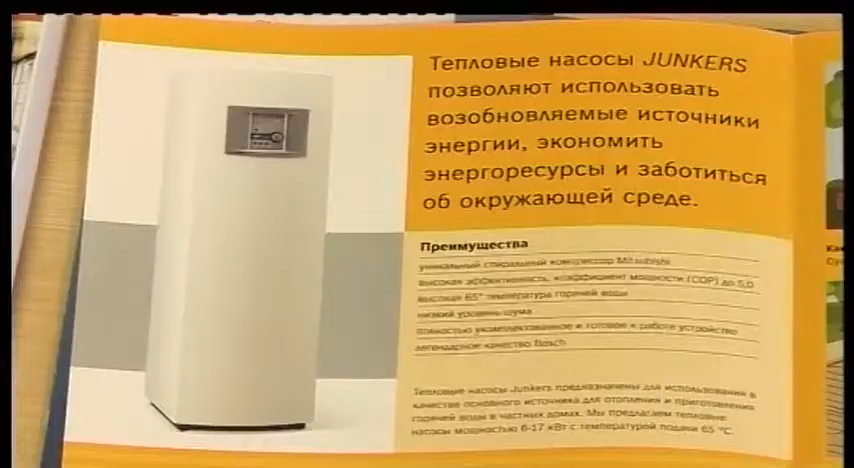 Тепловые насосы JUNKERS
позволяют использовать
возобновляемые источники
энергии, экономить
энергоресурсы и заботиться
об окружающей среде.
Преимущества
уникальный спиральный компрессор Mitsubishi
высокая эффективность, коэффициент мощности (COP) до 5,0
высокая 65° температура горячей воды
низкий уровень шума
полностью укомплектованное и готовое к работе устройство
легендарное качество Bosch
Тепловые насосы Junkers предназначены для использования в
качестве основного источника для отопления и приготовления
горячей воды в частных домах. Мы предлагаем тепловые
насосы мощностью 6-17 кВт с температурой подачи 65 °C.